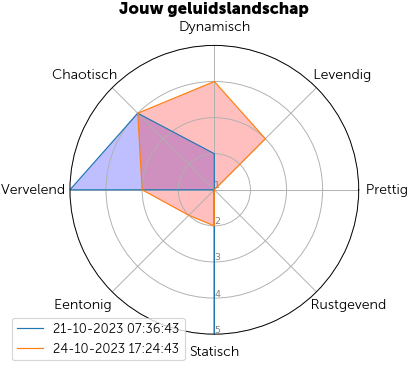 Jouw geluidslandschap
Dynamisch
Chaotisch
Levendig
Vervelend
Prettig
1
2
3
4
5
Eentonig
Rustgevend
Statisch
21-10-2023 07:36:43
24-10-2023 17:24:43